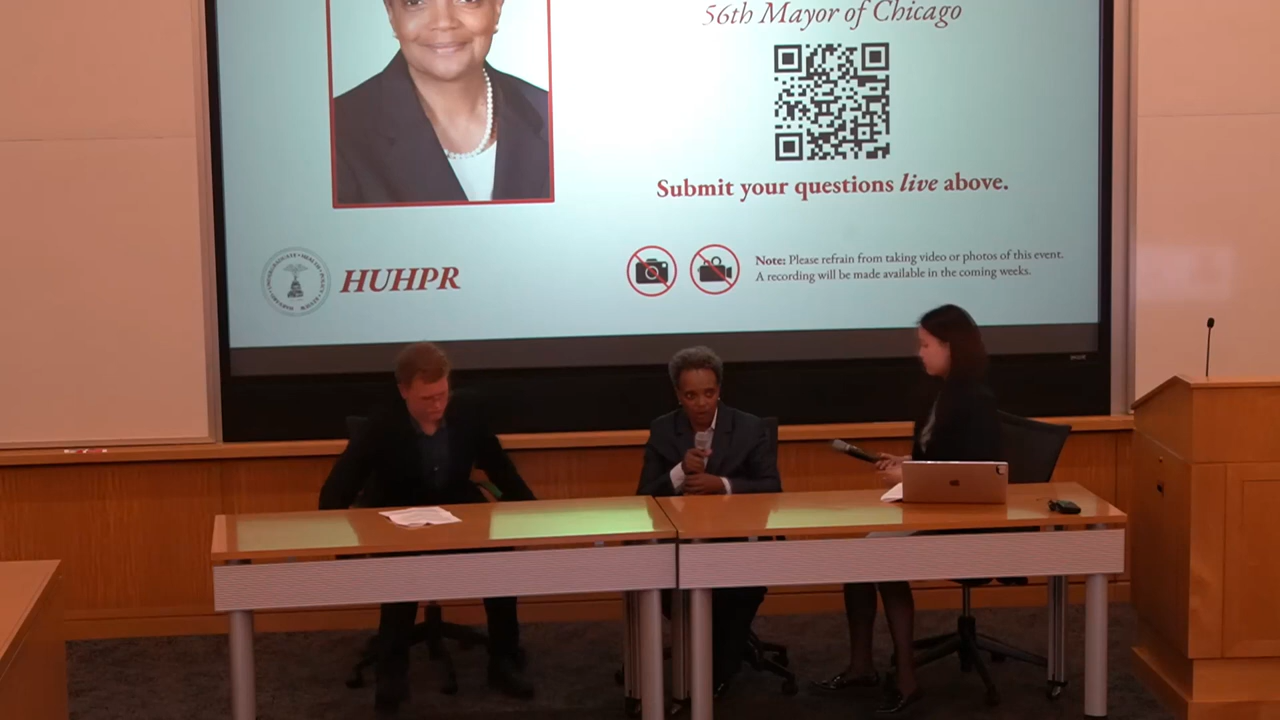 56th Mayor of Chicago
Submit your questions live above.
HUHPR
Note: Please refrain from taking video or photos of this event.
A recording will be made available in the coming weeks.